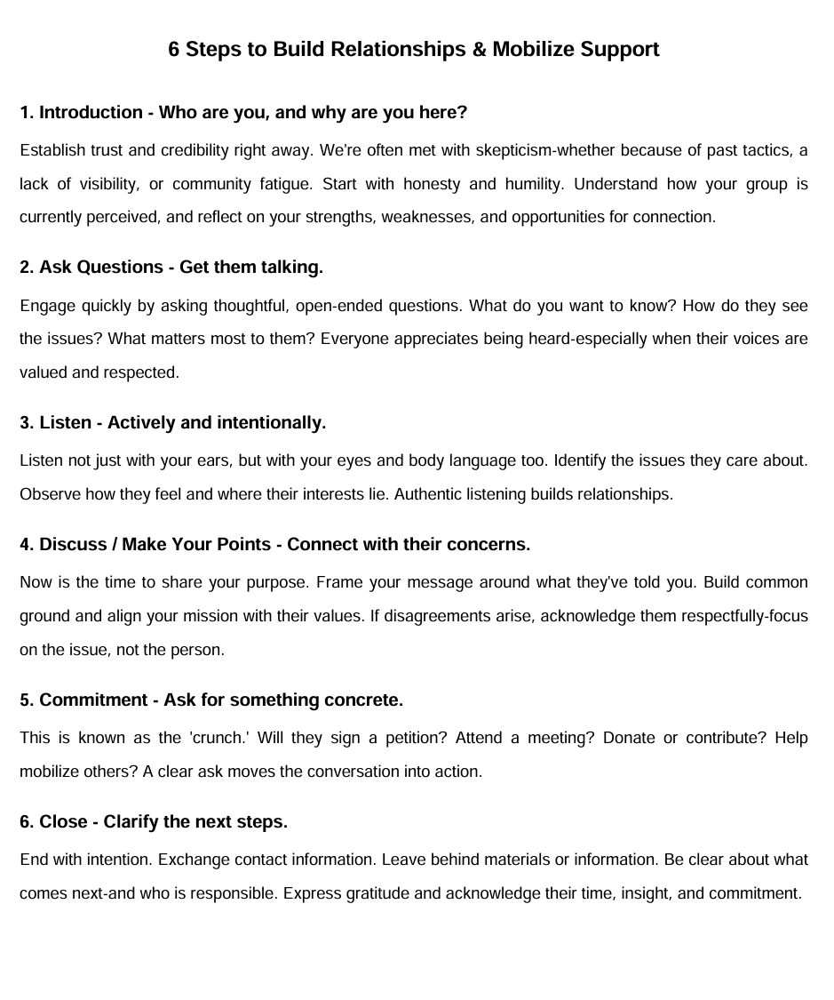 6 Steps to Build Relationships & Mobilize Support
1. Introduction - Who are you, and why are you here?
Establish trust and credibility right away. We're often met with skepticism-whether because of past tactics, a
lack of visibility, or community fatigue. Start with honesty and humility. Understand how your group is
currently perceived, and reflect on your strengths, weaknesses, and opportunities for connection.
2. Ask Questions - Get them talking.
Engage quickly by asking thoughtful, open-ended questions. What do you want to know? How do they see
the issues? What matters most to them? Everyone appreciates being heard-especially when their voices are
valued and respected.
3. Listen - Actively and intentionally.
Listen not just with your ears, but with your eyes and body language too. Identify the issues they care about.
Observe how they feel and where their interests lie. Authentic listening builds relationships.
4. Discuss / Make Your Points - Connect with their concerns.
Now is the time to share your purpose. Frame your message around what they've told you. Build common
ground and align your mission with their values. If disagreements arise, acknowledge them respectfully-focus
on the issue, not the person.
5. Commitment - Ask for something concrete.
This is known as the 'crunch.' Will they sign a petition? Attend a meeting? Donate or contribute? Help
mobilize others? A clear ask moves the conversation into action.
6. Close - Clarify the next steps.
End with intention. Exchange contact information. Leave behind materials or information. Be clear about what
comes next-and who is responsible. Express gratitude and acknowledge their time, insight, and commitment.